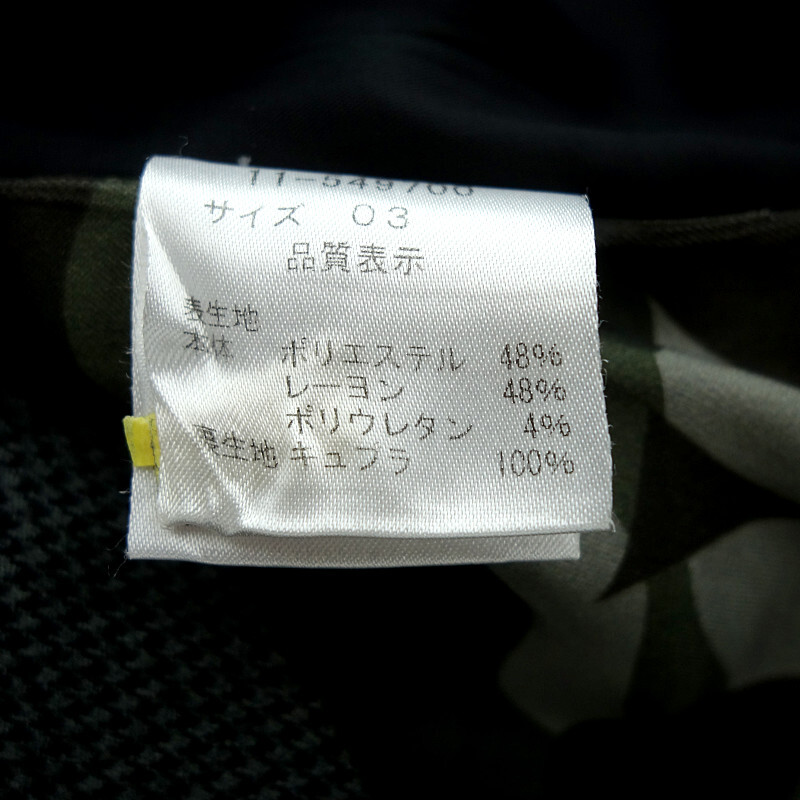 11-549700
サイズ 03
品質表示
表生地
本体 ポリエステル 48%
レーヨン 48%
ポリウレタン 4%
裏生地 キュプラ 100%